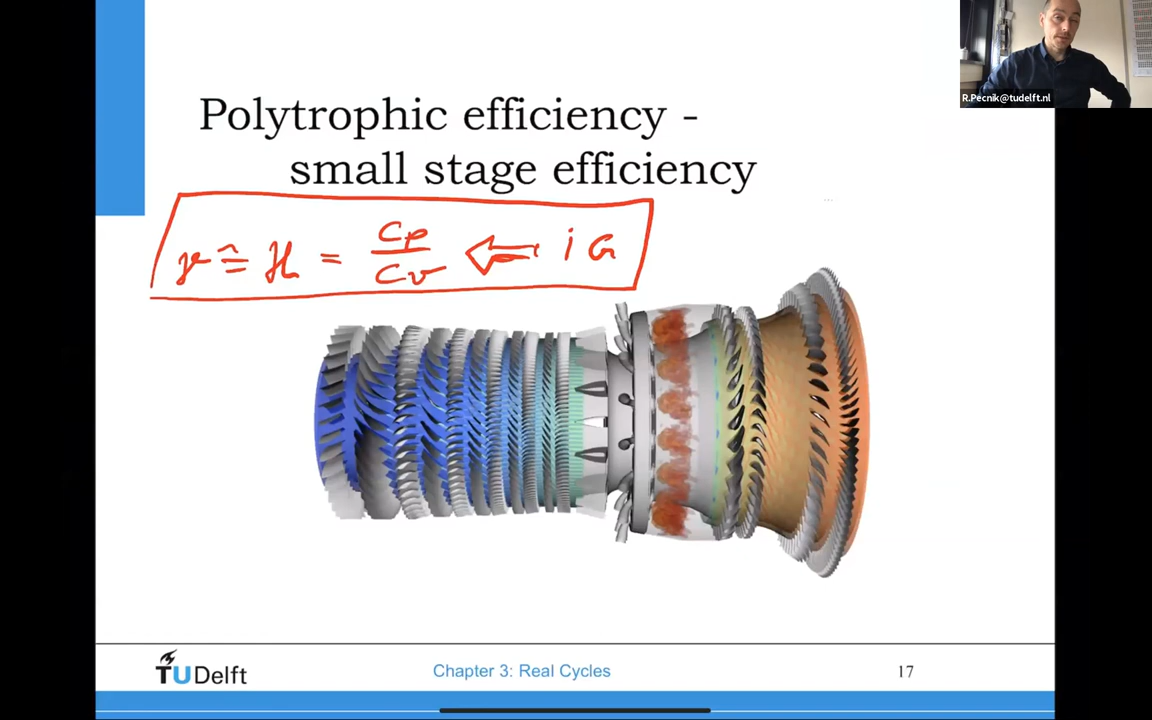 R.Pecnik@tudelft.nl
Polytrophic efficiency -
small stage efficiency
γ ≙ ϰ = Cp/Cv ⇐ iG
TU Delft
Chapter 3: Real Cycles
17